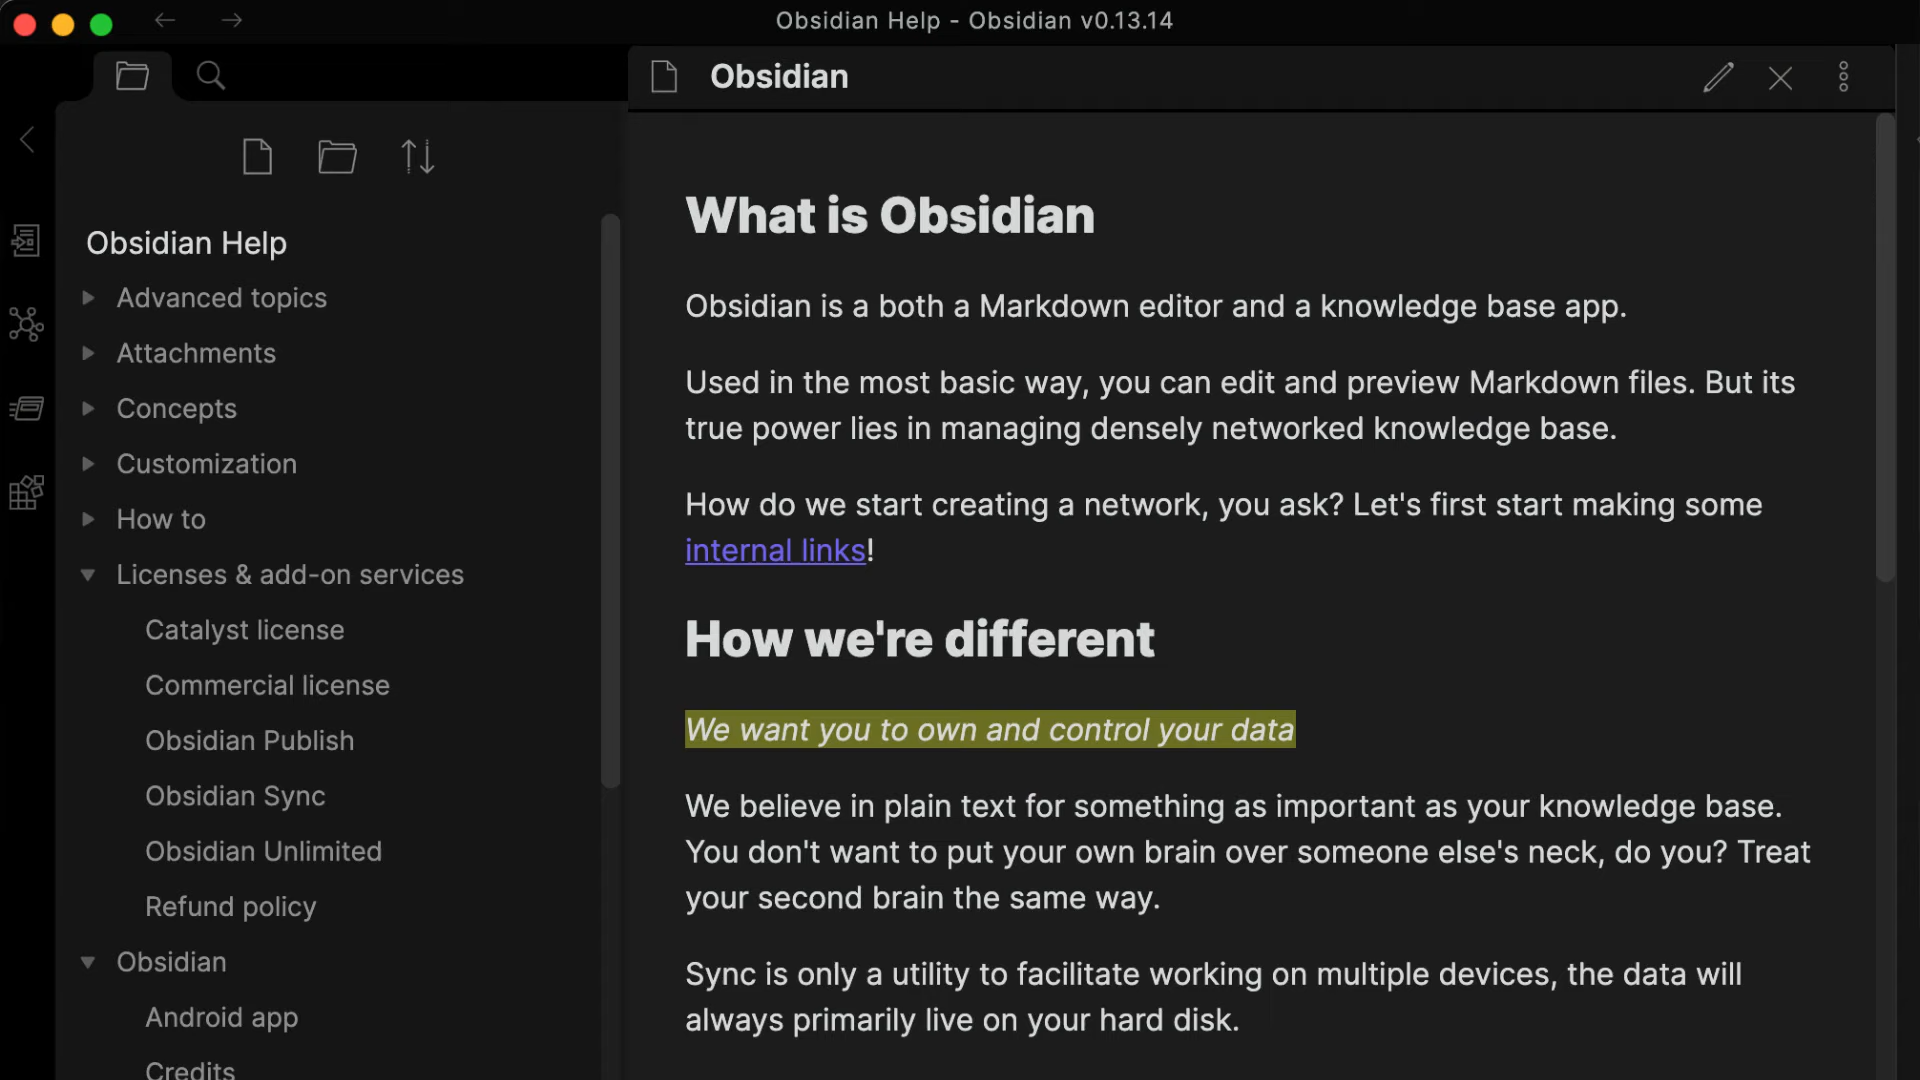 Obsidian Help - Obsidian v0.13.14
Obsidian Help
Advanced topics
Attachments
Concepts
Customization
How to
Licenses & add-on services
Catalyst license
Commercial license
Obsidian Publish
Obsidian Sync
Obsidian Unlimited
Refund policy
Obsidian
Android app
Credits
Obsidian
What is Obsidian
Obsidian is a both a Markdown editor and a knowledge base app.
Used in the most basic way, you can edit and preview Markdown files. But its
true power lies in managing densely networked knowledge base.
How do we start creating a network, you ask? Let's first start making some
internal links!
How we're different
We want you to own and control your data
We believe in plain text for something as important as your knowledge base.
You don't want to put your own brain over someone else's neck, do you? Treat
your second brain the same way.
Sync is only a utility to facilitate working on multiple devices, the data will
always primarily live on your hard disk.